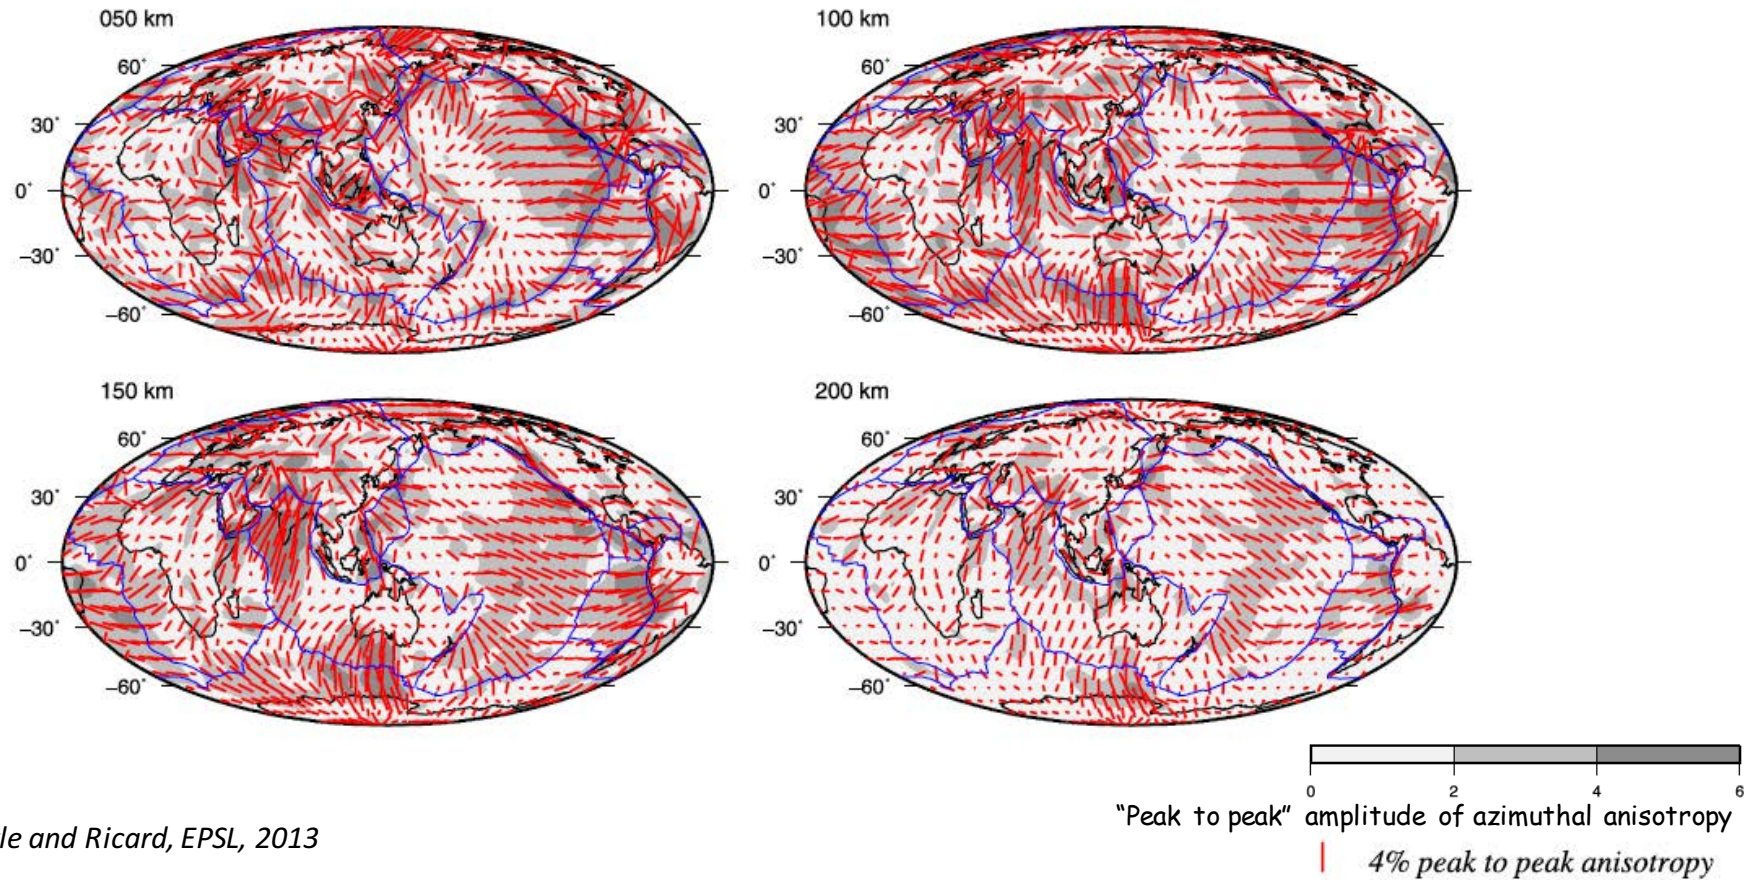 050 km
60˚
30˚
0˚
−30˚
−60˚
100 km
60˚
30˚
0˚
−30˚
−60˚
150 km
60˚
30˚
0˚
−30˚
−60˚
200 km
60˚
30˚
0˚
−30˚
−60˚
0 2 4 6
“Peak to peak” amplitude of azimuthal anisotropy
le and Ricard, EPSL, 2013
4% peak to peak anisotropy